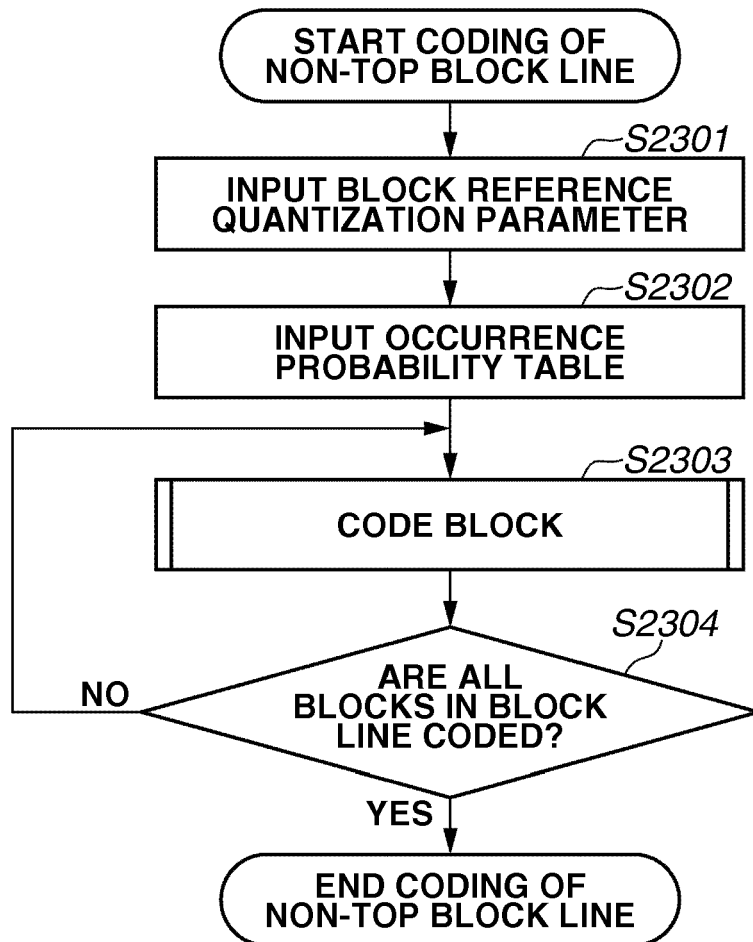 START CODING OF
NON-TOP BLOCK LINE
S2301
INPUT BLOCK REFERENCE
QUANTIZATION PARAMETER
S2302
INPUT OCCURRENCE
PROBABILITY TABLE
S2303
CODE BLOCK
S2304
ARE ALL
BLOCKS IN BLOCK
LINE CODED?
NO
YES
END CODING OF
NON-TOP BLOCK LINE